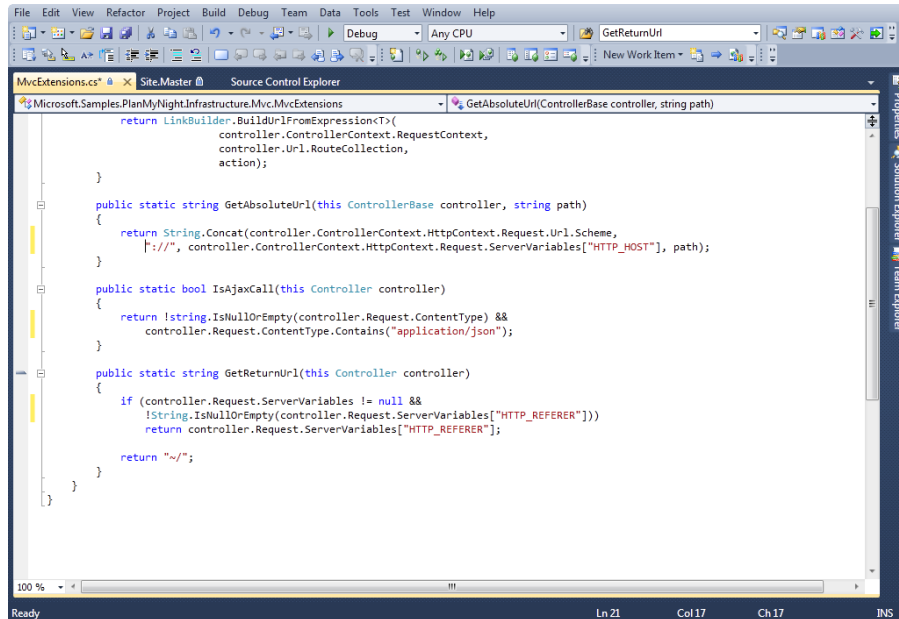 File Edit View Refactor Project Build Debug Team Data Tools Test Window Help
Debug Any CPU GetReturnUrl
New Work Item
MvcExtensions.cs* Site.Master Source Control Explorer
Microsoft.Samples.PlanMyNight.Infrastructure.Mvc.MvcExtensions GetAbsoluteUrl(ControllerBase controller, string path)
return LinkBuilder.BuildUrlFromExpression<T>(
controller.ControllerContext.RequestContext,
controller.Url.RouteCollection,
action);
}
public static string GetAbsoluteUrl(this ControllerBase controller, string path)
{
return String.Concat(controller.ControllerContext.HttpContext.Request.Url.Scheme,
"://", controller.ControllerContext.HttpContext.Request.ServerVariables["HTTP_HOST"], path);
}
public static bool IsAjaxCall(this Controller controller)
{
return !string.IsNullOrEmpty(controller.Request.ContentType) &&
controller.Request.ContentType.Contains("application/json");
}
public static string GetReturnUrl(this Controller controller)
{
if (controller.Request.ServerVariables != null &&
!String.IsNullOrEmpty(controller.Request.ServerVariables["HTTP_REFERER"]))
return controller.Request.ServerVariables["HTTP_REFERER"];
return "~/";
}
}
}
100 %
Ready Ln 21 Col 17 Ch 17 INS
Properties
Solution Explorer
Team Explorer